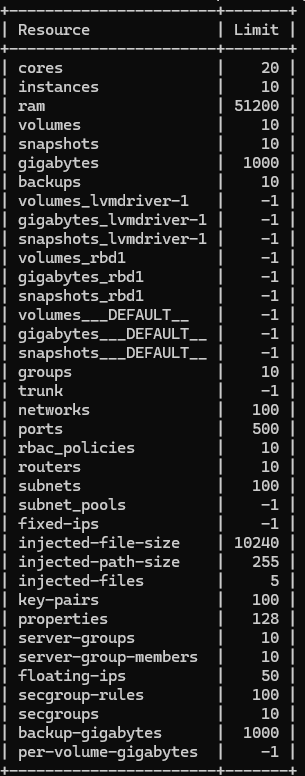 +-----------------------+-------+
| Resource              | Limit |
+-----------------------+-------+
| cores                 |    20 |
| instances             |    10 |
| ram                   | 51200 |
| volumes               |    10 |
| snapshots             |    10 |
| gigabytes             |  1000 |
| backups               |    10 |
| volumes_lvmdriver-1   |    -1 |
| gigabytes_lvmdriver-1 |    -1 |
| snapshots_lvmdriver-1 |    -1 |
| volumes_rbd1          |    -1 |
| gigabytes_rbd1        |    -1 |
| snapshots_rbd1        |    -1 |
| volumes___DEFAULT__   |    -1 |
| gigabytes___DEFAULT__ |    -1 |
| snapshots___DEFAULT__ |    -1 |
| groups                |    10 |
| trunk                 |    -1 |
| networks              |   100 |
| ports                 |   500 |
| rbac_policies         |    10 |
| routers               |    10 |
| subnets               |   100 |
| subnet_pools          |    -1 |
| fixed-ips             |    -1 |
| injected-file-size    | 10240 |
| injected-path-size    |   255 |
| injected-files        |     5 |
| key-pairs             |   100 |
| properties            |   128 |
| server-groups         |    10 |
| server-group-members  |    10 |
| floating-ips          |    50 |
| secgroup-rules        |   100 |
| secgroups             |    10 |
| backup-gigabytes      |  1000 |
| per-volume-gigabytes  |    -1 |
+-----------------------+-------+